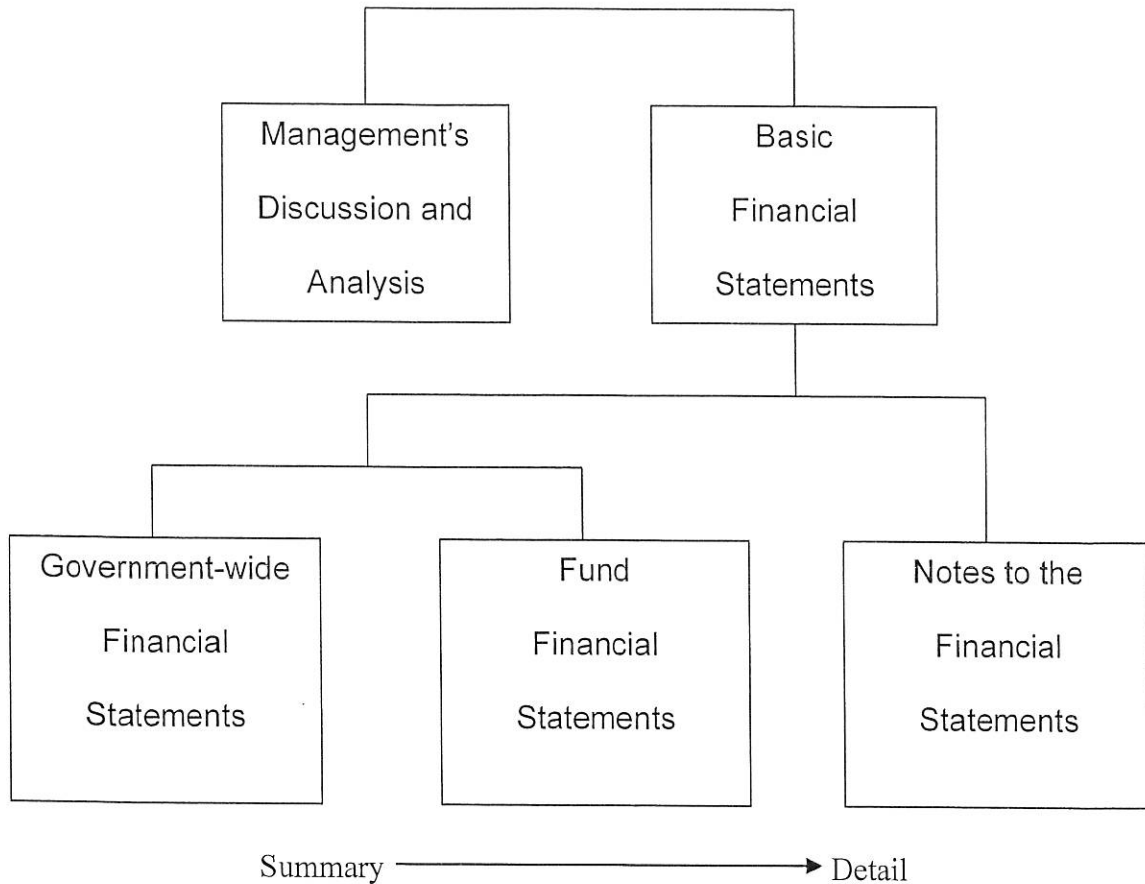 Management's
Discussion and
Analysis
Basic
Financial
Statements
Government-wide
Financial
Statements
Fund
Financial
Statements
Notes to the
Financial
Statements
Summary
Detail